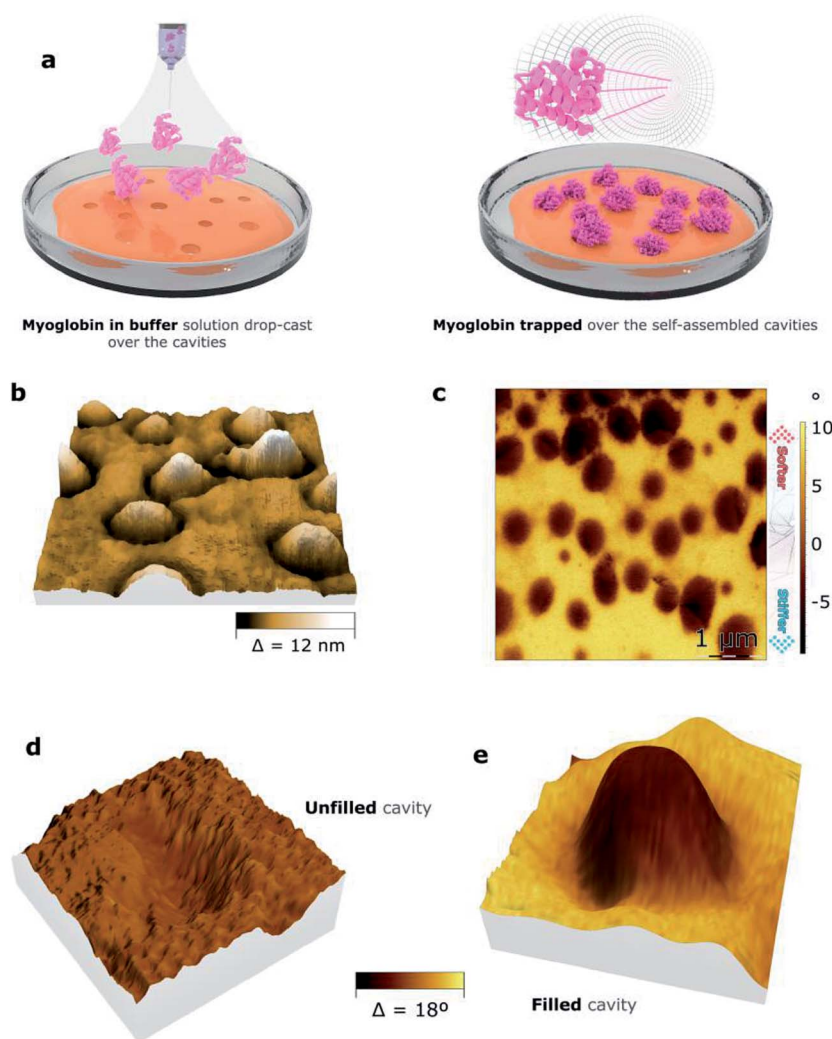 a
Myoglobin in buffer solution drop-cast
over the cavities
Myoglobin trapped over the self-assembled cavities
b
Δ = 12 nm
c
°
10
5
0
-5
Softer
Stiffer
1 μm
d
Unfilled cavity
e
Δ = 18º
Filled cavity